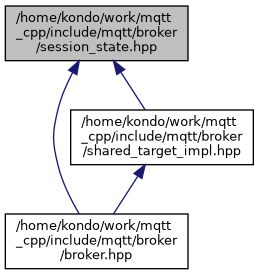 /home/kondo/work/mqtt
_cpp/include/mqtt/broker
/session_state.hpp
/home/kondo/work/mqtt
_cpp/include/mqtt/broker
/shared_target_impl.hpp
/home/kondo/work/mqtt
_cpp/include/mqtt/broker
/broker.hpp